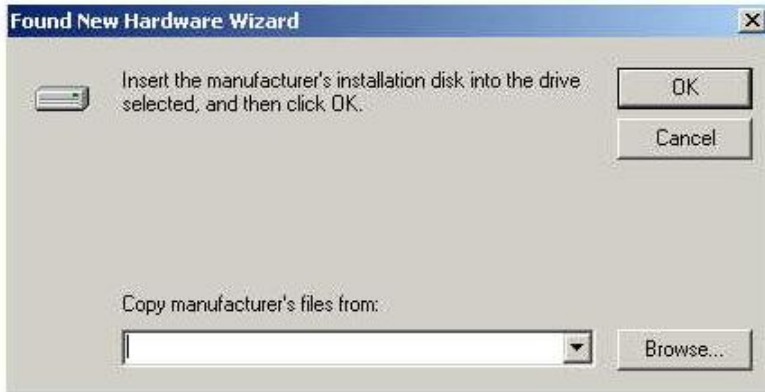 Found New Hardware Wizard
Insert the manufacturer's installation disk into the drive
selected, and then click OK.
OK
Cancel
Copy manufacturer's files from:
Browse...